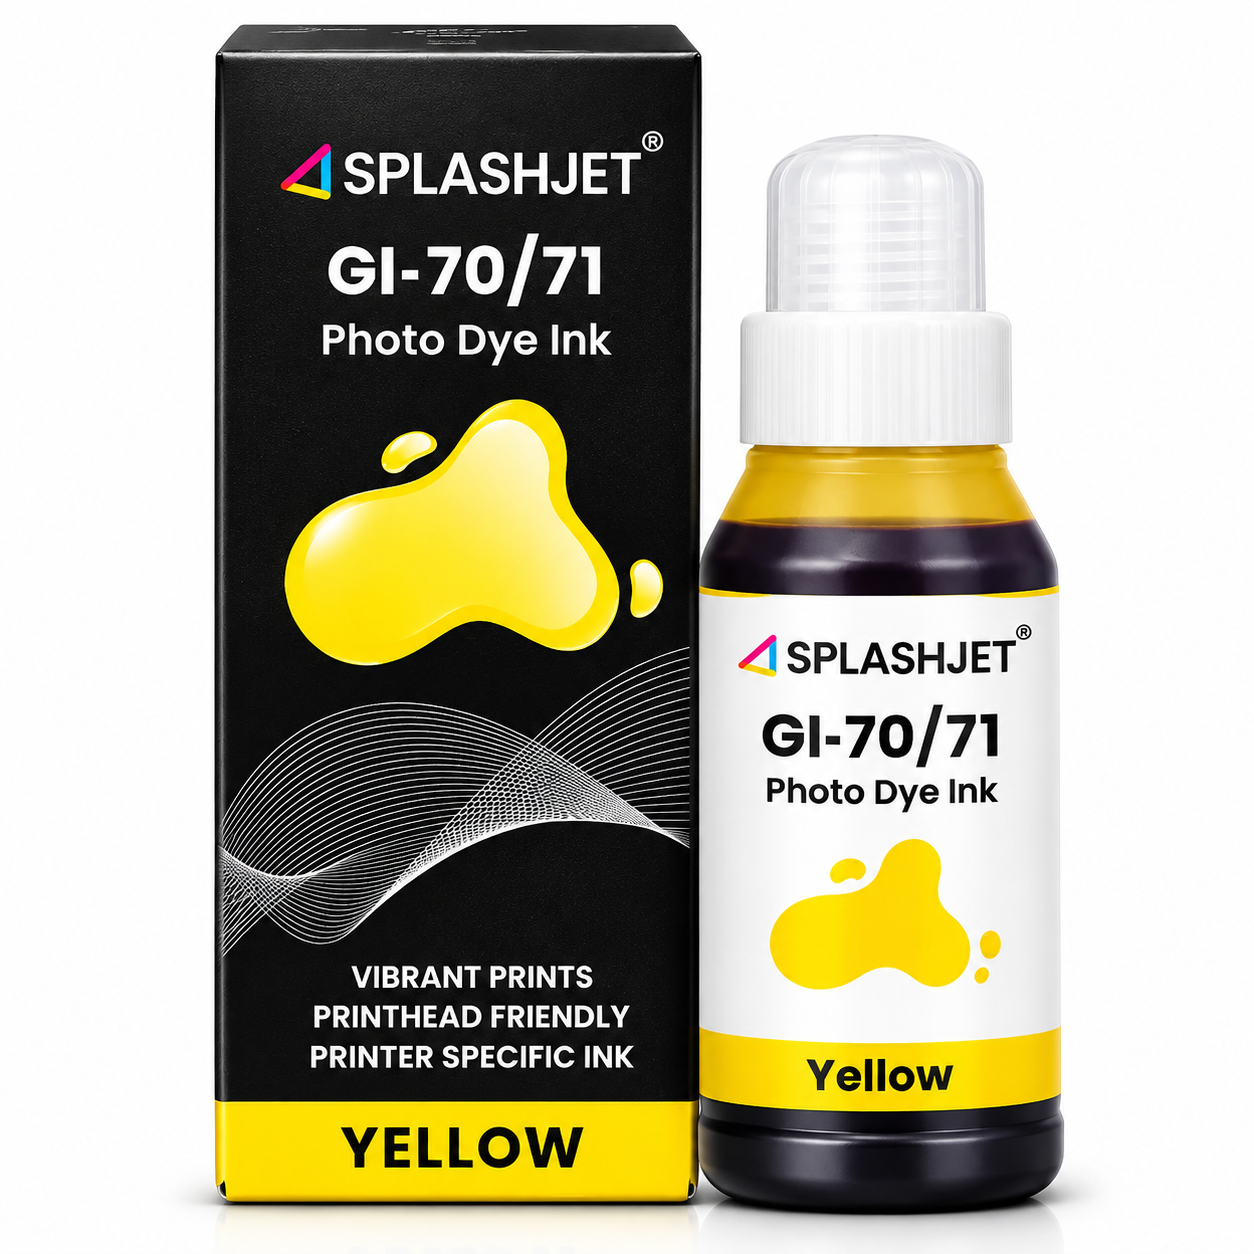 SPLASHJET®
GI-70/71
Photo Dye Ink
VIBRANT PRINTS
PRINTHEAD FRIENDLY
PRINTER SPECIFIC INK
YELLOW
SPLASHJET®
GI-70/71
Photo Dye Ink
Yellow